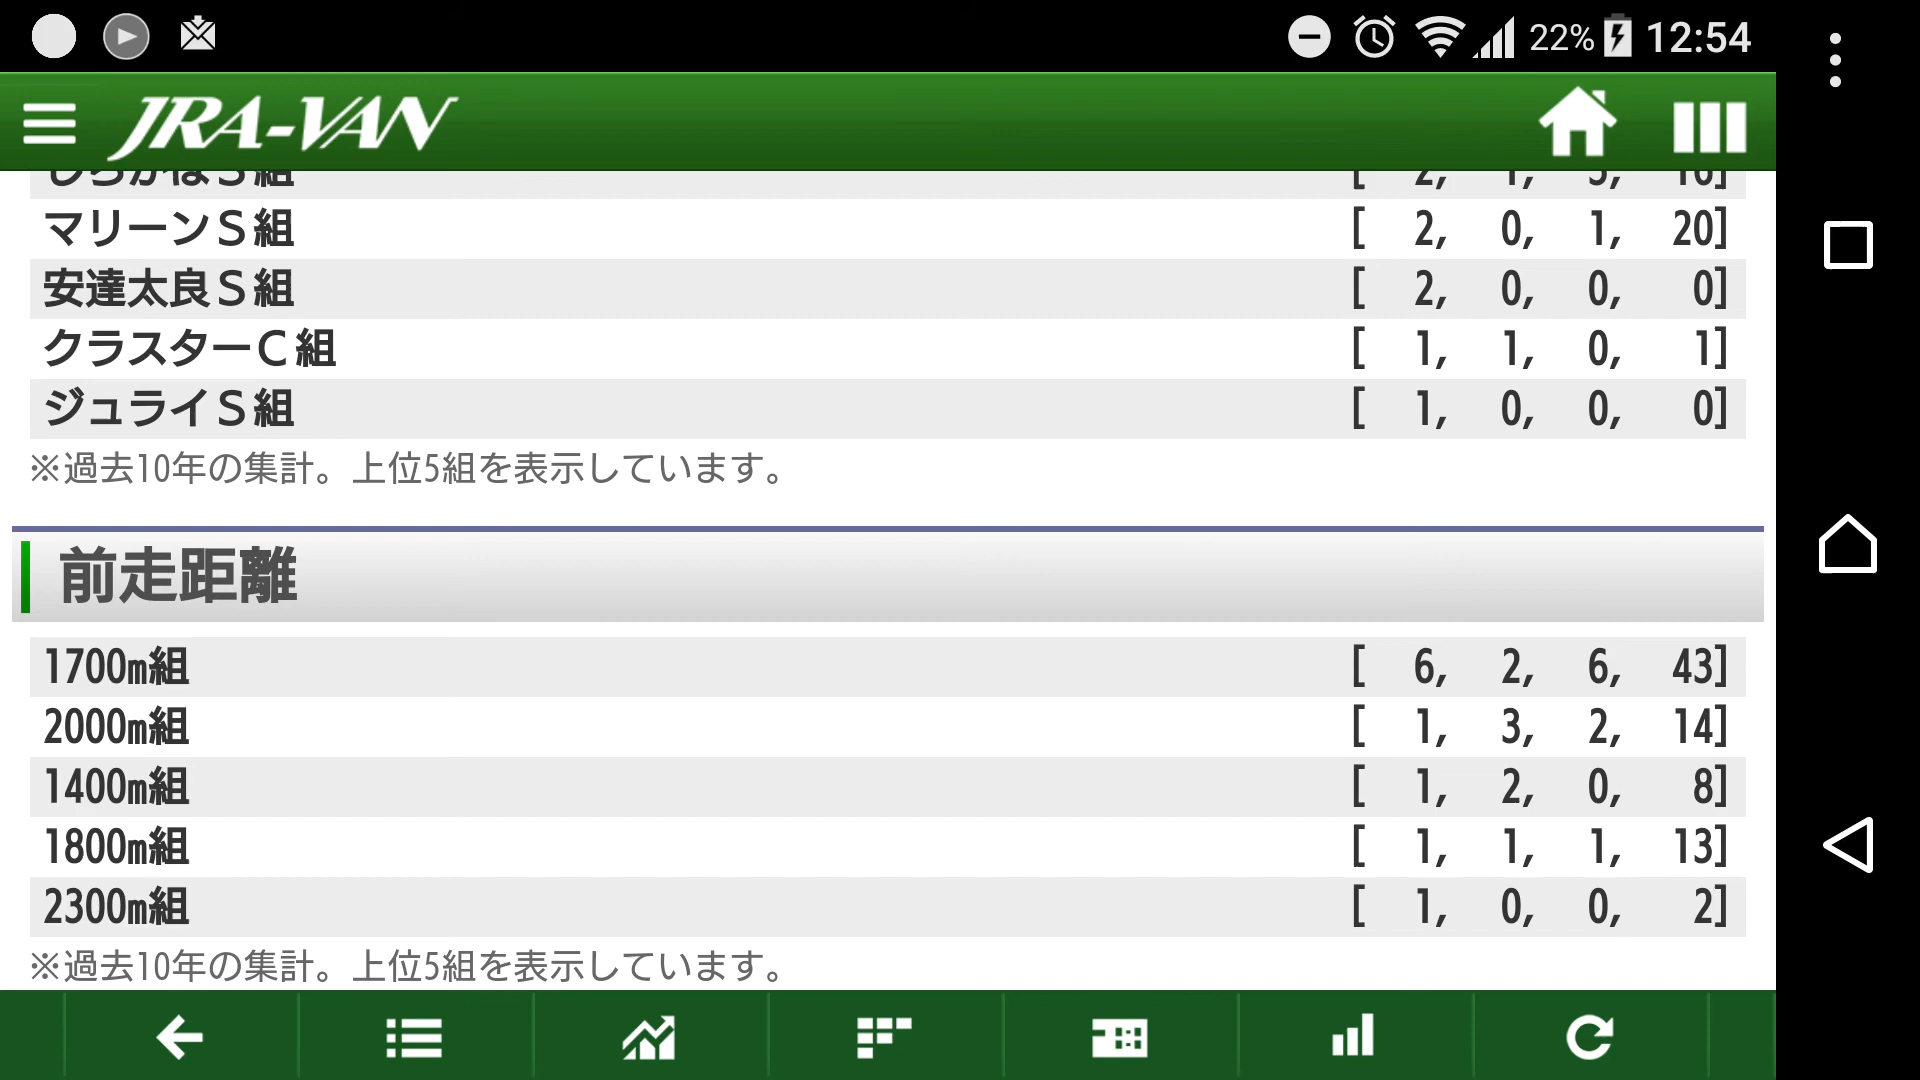 22% 12:54
JRA-VAN
マリーンＳ組 [ 2, 0, 1, 20]
安達太良Ｓ組 [ 2, 0, 0, 0]
クラスターＣ組 [ 1, 1, 0, 1]
ジュライＳ組 [ 1, 0, 0, 0]
※過去10年の集計。上位5組を表示しています。
前走距離
1700m組 [ 6, 2, 6, 43]
2000m組 [ 1, 3, 2, 14]
1400m組 [ 1, 2, 0, 8]
1800m組 [ 1, 1, 1, 13]
2300m組 [ 1, 0, 0, 2]
※過去10年の集計。上位5組を表示しています。